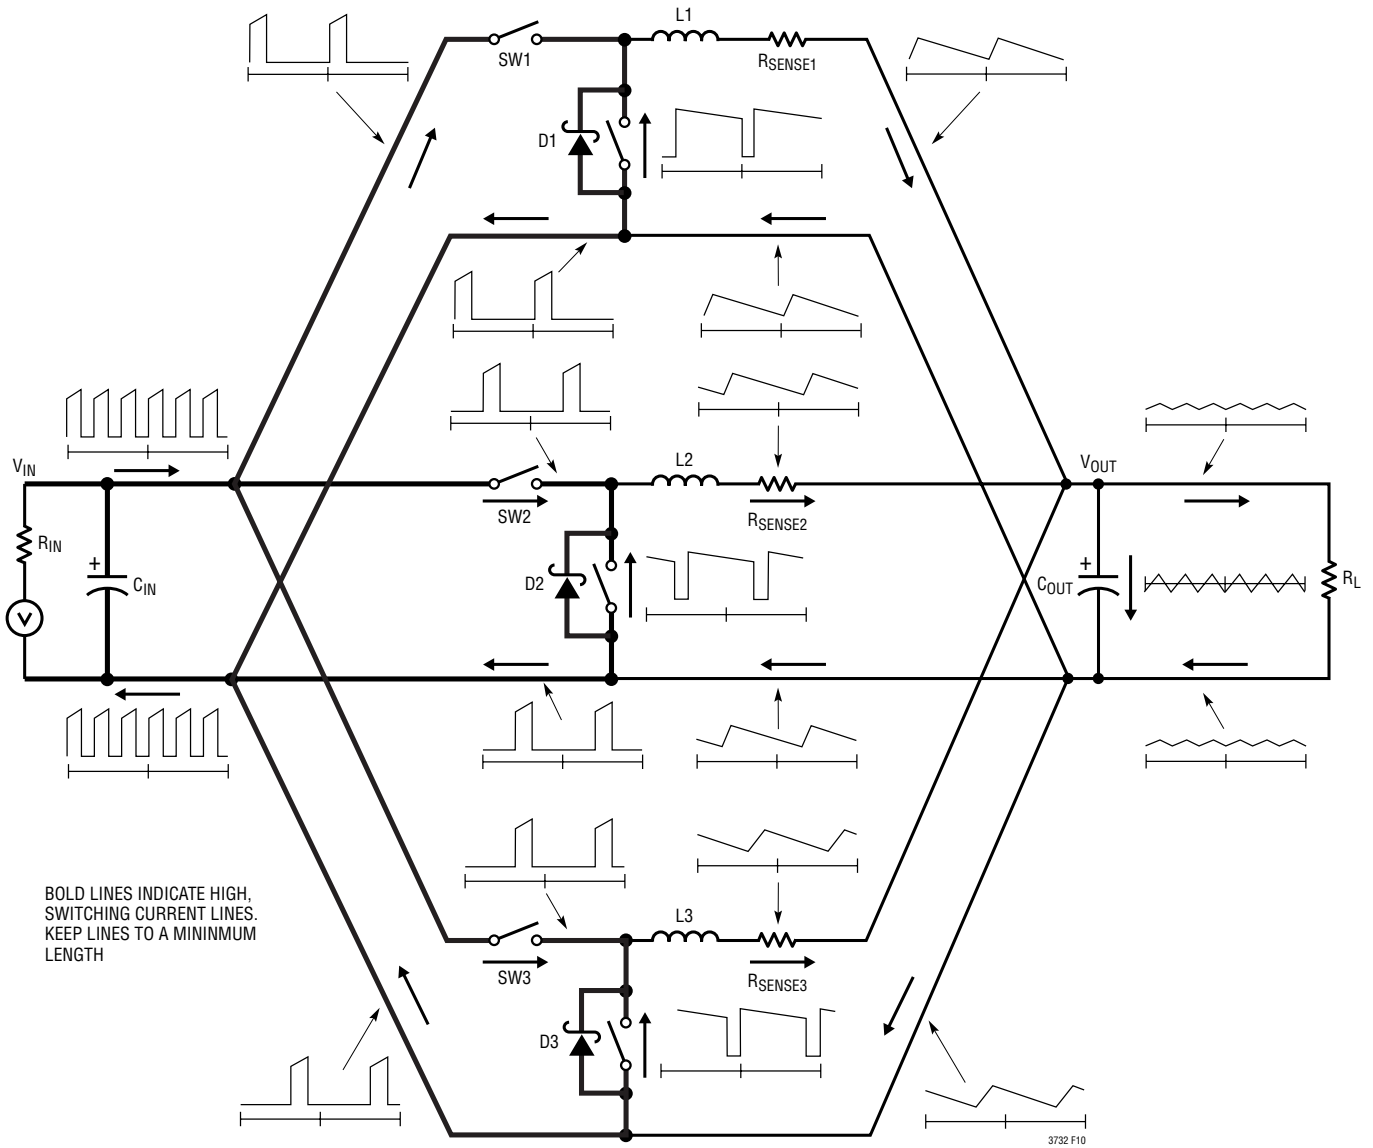 L1
SW1
RSENSE1
D1
VIN
L2
VOUT
SW2
RSENSE2
RIN
+
CIN
D2
+
COUT
RL
V
BOLD LINES INDICATE HIGH,
SWITCHING CURRENT LINES.
KEEP LINES TO A MININMUM
LENGTH
L3
SW3
RSENSE3
D3
3732 F10